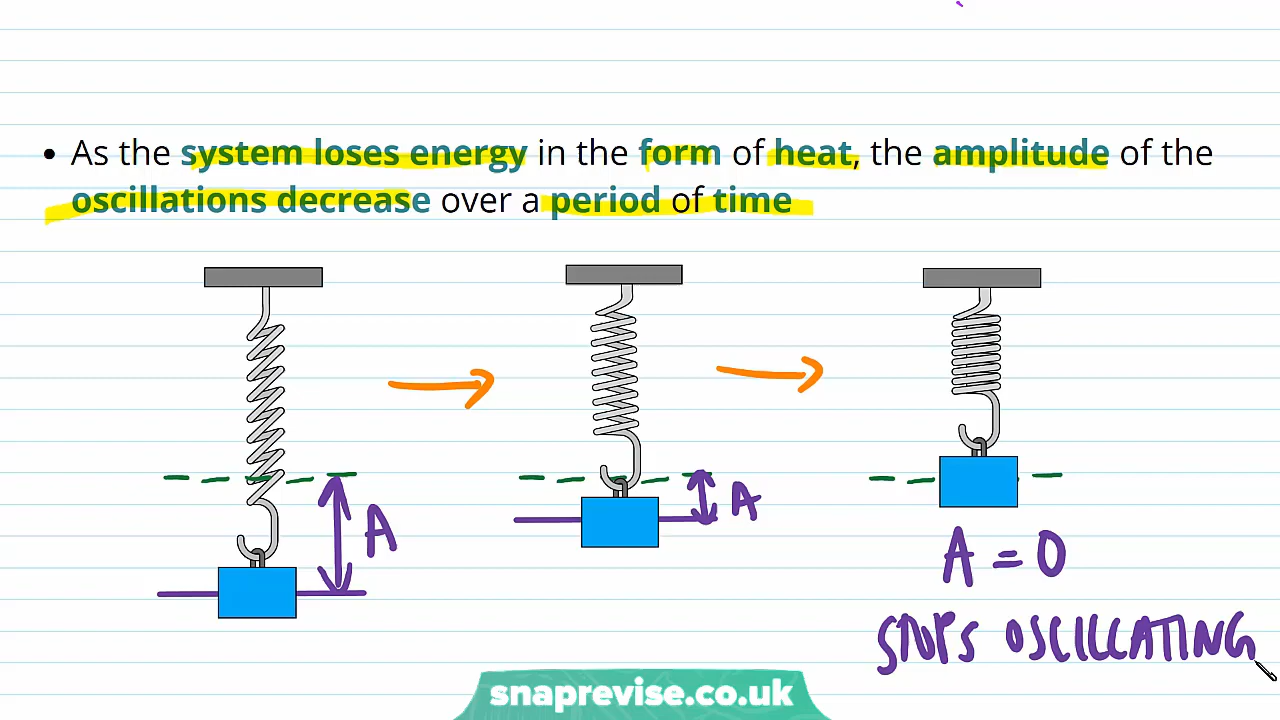 • As the system loses energy in the form of heat, the amplitude of the
oscillations decrease over a period of time
A
A
A = 0
STOPS OSCILLATING
snaprevise.co.uk